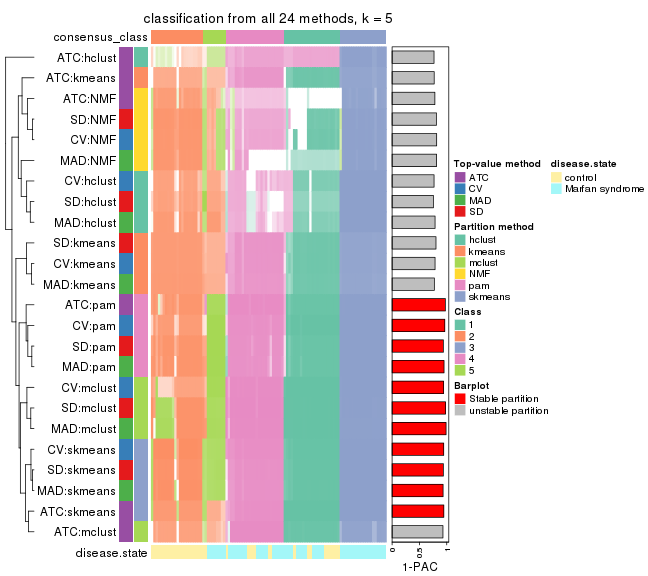 classification from all 24 methods, k = 5
consensus_class
ATC:hclust
ATC:kmeans
ATC:NMF
SD:NMF
CV:NMF
MAD:NMF
CV:hclust
SD:hclust
MAD:hclust
SD:kmeans
CV:kmeans
MAD:kmeans
ATC:pam
CV:pam
SD:pam
MAD:pam
CV:mclust
SD:mclust
MAD:mclust
CV:skmeans
SD:skmeans
MAD:skmeans
ATC:skmeans
ATC:mclust
disease.state
0
0.5
1
1-PAC
Top-value method
ATC
CV
MAD
SD
Partition method
hclust
kmeans
mclust
NMF
pam
skmeans
Class
1
2
3
4
5
Barplot
Stable partition
unstable partition
disease.state
control
Marfan syndrome